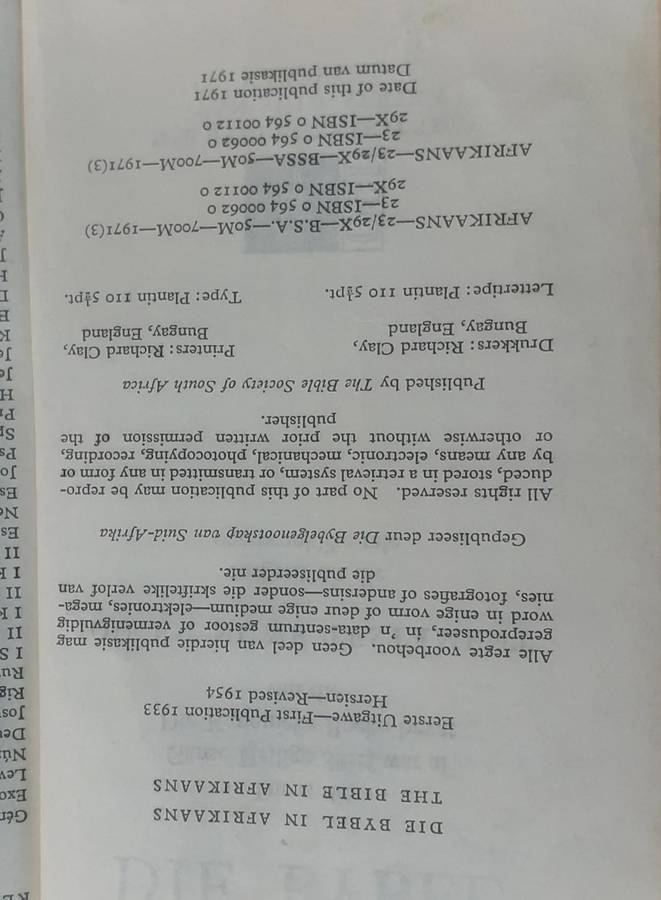 DIE BYBEL IN AFRIKAANS
THE BIBLE IN AFRIKAANS
Eerste Uitgawe—First Publication 1933
Hersien—Revised 1954
Alle regte voorbehou. Geen deel van hierdie publikasie mag
gereproduseer, in 'n data-sentrum gestoor of vermenigvuldig
word in enige vorm of deur enige medium—elektronies, mega-
nies, fotografies of andersins—sonder die skriftelike verlof van
die publiseerder nie.
Gepubliseer deur Die Bybelgenootskap van Suid-Afrika
All rights reserved. No part of this publication may be repro-
duced, stored in a retrieval system, or transmitted in any form or
by any means, electronic, mechanical, photocopying, recording,
or otherwise without the prior written permission of the
publisher.
Published by The Bible Society of South Africa
Drukkers: Richard Clay, Printers: Richard Clay,
Bungay, England Bungay, England
Lettertipe: Plantin 110 5¾pt. Type: Plantin 110 5¾pt.
AFRIKAANS—23/29X—B.S.A.—50M—700M—1971(3)
23—ISBN 0 564 00062 0
29X—ISBN 0 564 00112 0
AFRIKAANS—23/29X—BSSA—50M—700M—1971(3)
23—ISBN 0 564 00062 0
29X—ISBN 0 564 00112 0
Date of this publication 1971
Datum van publikasie 1971